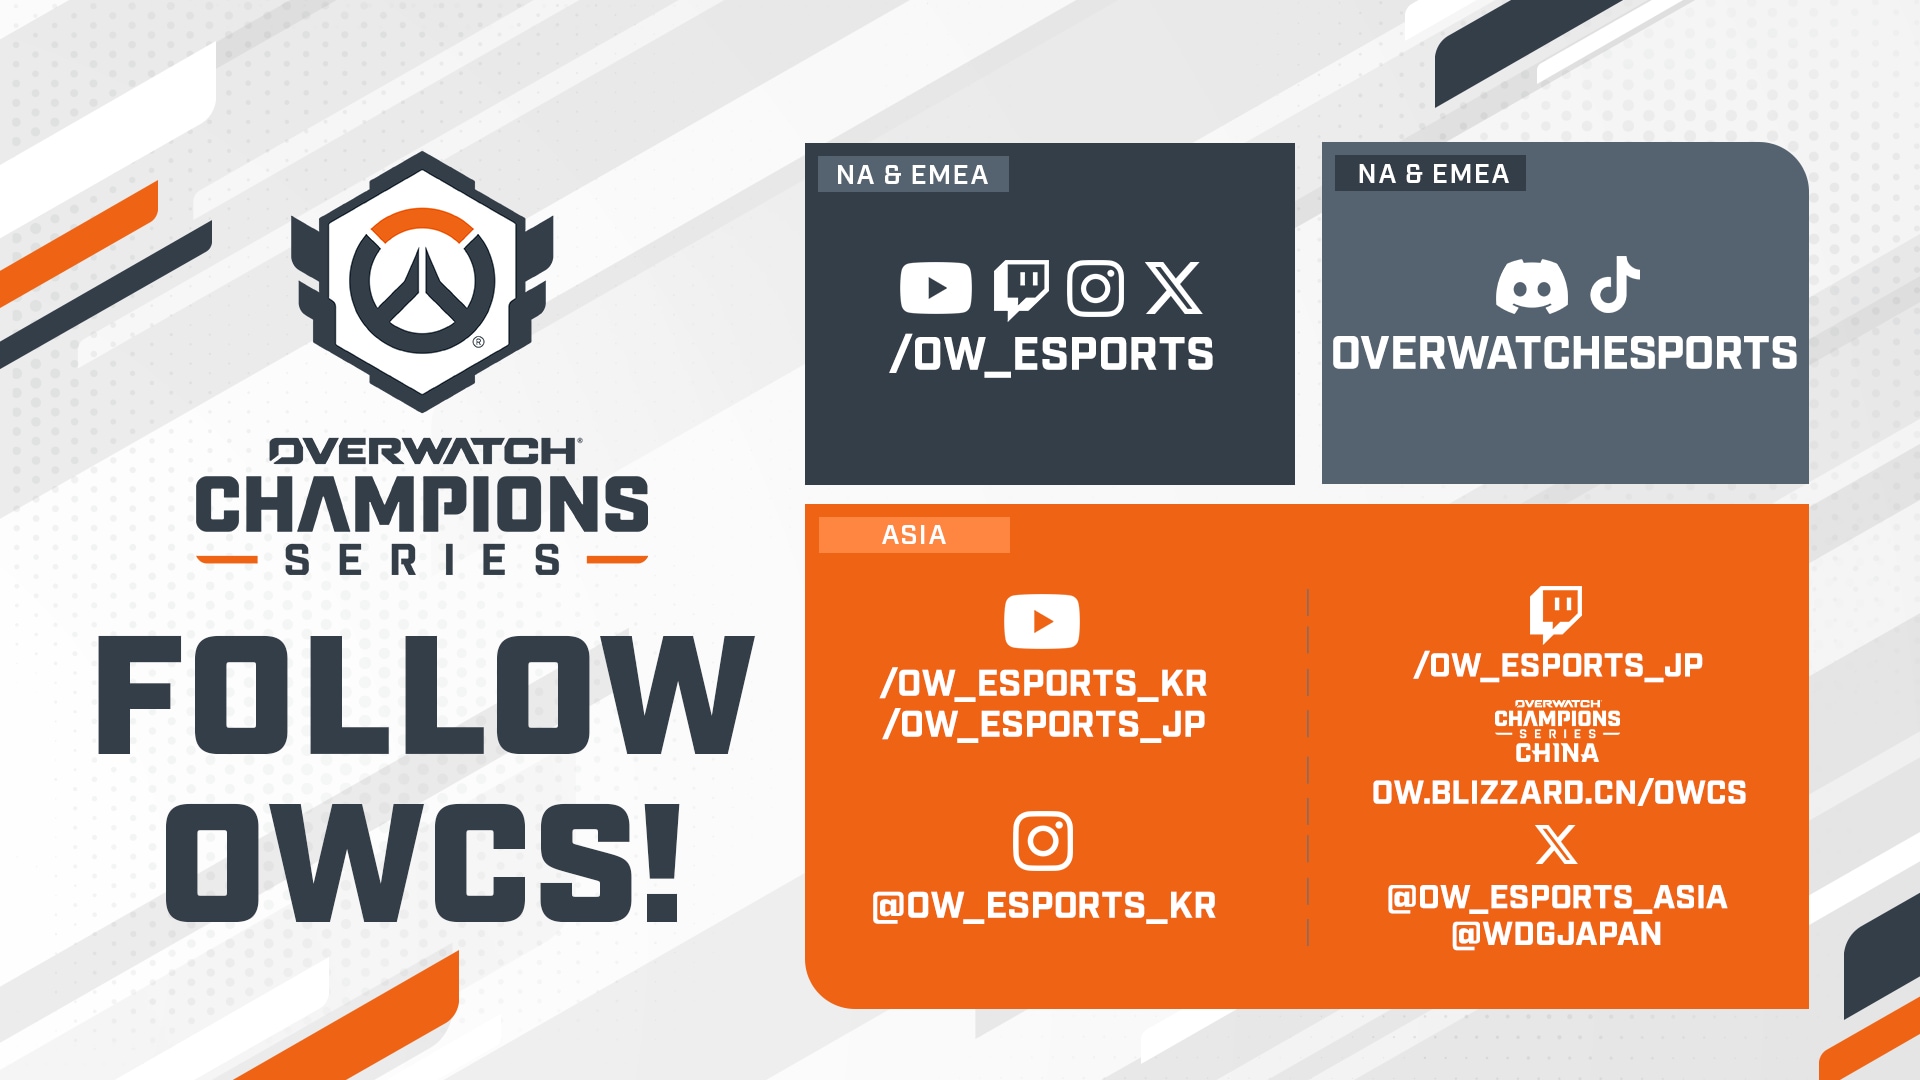 OVERWATCH®
CHAMPIONS
SERIES
FOLLOW
OWCS!
NA & EMEA
/OW_ESPORTS
NA & EMEA
OVERWATCHESPORTS
ASIA
/OW_ESPORTS_KR
/OW_ESPORTS_JP
@OW_ESPORTS_KR
/OW_ESPORTS_JP
OVERWATCH
CHAMPIONS
SERIES
CHINA
OW.BLIZZARD.CN/OWCS
@OW_ESPORTS_ASIA
@WDGJAPAN